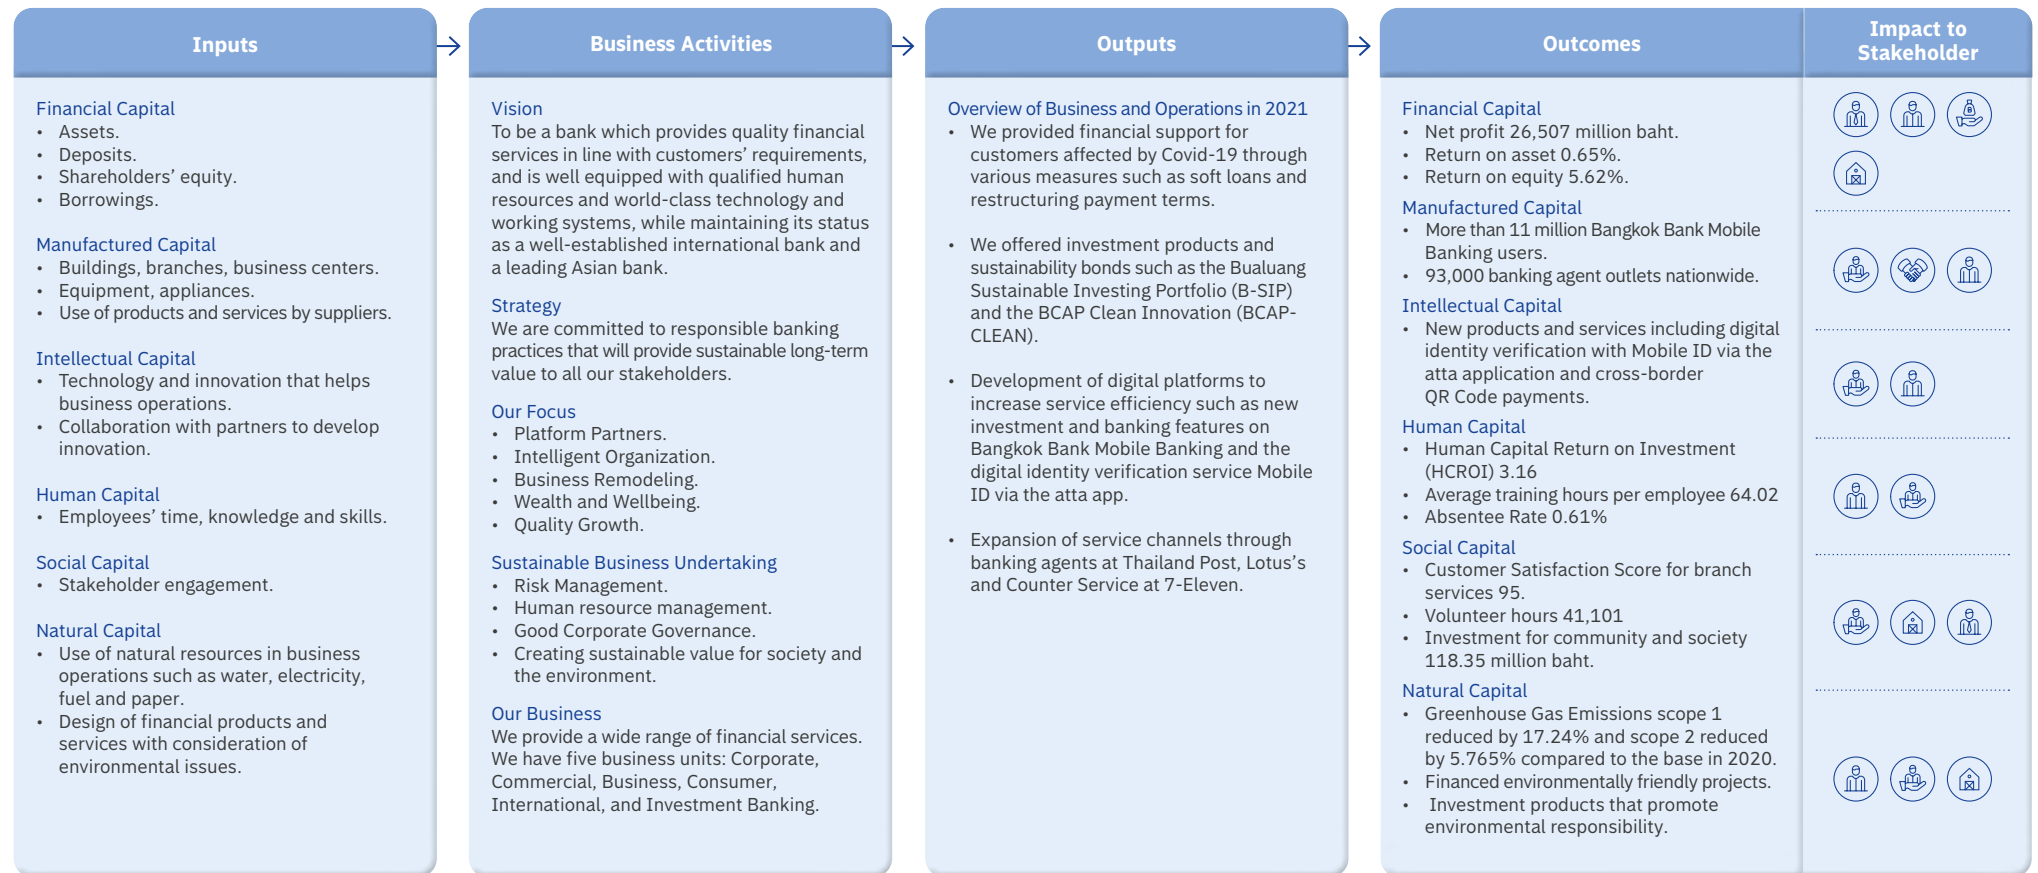 Inputs
Financial Capital
• Assets.
• Deposits.
• Shareholders’ equity.
• Borrowings.
Manufactured Capital
• Buildings, branches, business centers.
• Equipment, appliances.
• Use of products and services by suppliers.
Intellectual Capital
• Technology and innovation that helps
business operations.
• Collaboration with partners to develop
innovation.
Human Capital
• Employees’ time, knowledge and skills.
Social Capital
• Stakeholder engagement.
Natural Capital
• Use of natural resources in business
operations such as water, electricity,
fuel and paper.
• Design of financial products and
services with consideration of
environmental issues.
Business Activities
Vision
To be a bank which provides quality financial
services in line with customers’ requirements,
and is well equipped with qualified human
resources and world-class technology and
working systems, while maintaining its status
as a well-established international bank and
a leading Asian bank.
Strategy
We are committed to responsible banking
practices that will provide sustainable long-term
value to all our stakeholders.
Our Focus
• Platform Partners.
• Intelligent Organization.
• Business Remodeling.
• Wealth and Wellbeing.
• Quality Growth.
Sustainable Business Undertaking
• Risk Management.
• Human resource management.
• Good Corporate Governance.
• Creating sustainable value for society and
the environment.
Our Business
We provide a wide range of financial services.
We have five business units: Corporate,
Commercial, Business, Consumer,
International, and Investment Banking.
Outputs
Overview of Business and Operations in 2021
• We provided financial support for
customers affected by Covid-19 through
various measures such as soft loans and
restructuring payment terms.
• We offered investment products and
sustainability bonds such as the Bualuang
Sustainable Investing Portfolio (B-SIP)
and the BCAP Clean Innovation (BCAP-
CLEAN).
• Development of digital platforms to
increase service efficiency such as new
investment and banking features on
Bangkok Bank Mobile Banking and the
digital identity verification service Mobile
ID via the atta app.
• Expansion of service channels through
banking agents at Thailand Post, Lotus’s
and Counter Service at 7-Eleven.
Outcomes
Financial Capital
• Net profit 26,507 million baht.
• Return on asset 0.65%.
• Return on equity 5.62%.
Manufactured Capital
• More than 11 million Bangkok Bank Mobile
Banking users.
• 93,000 banking agent outlets nationwide.
Intellectual Capital
• New products and services including digital
identity verification with Mobile ID via the
atta application and cross-border
QR Code payments.
Human Capital
• Human Capital Return on Investment
(HCROI) 3.16
• Average training hours per employee 64.02
• Absentee Rate 0.61%
Social Capital
• Customer Satisfaction Score for branch
services 95.
• Volunteer hours 41,101
• Investment for community and society
118.35 million baht.
Natural Capital
• Greenhouse Gas Emissions scope 1
reduced by 17.24% and scope 2 reduced
by 5.765% compared to the base in 2020.
• Financed environmentally friendly projects.
• Investment products that promote
environmental responsibility.
Impact to
Stakeholder